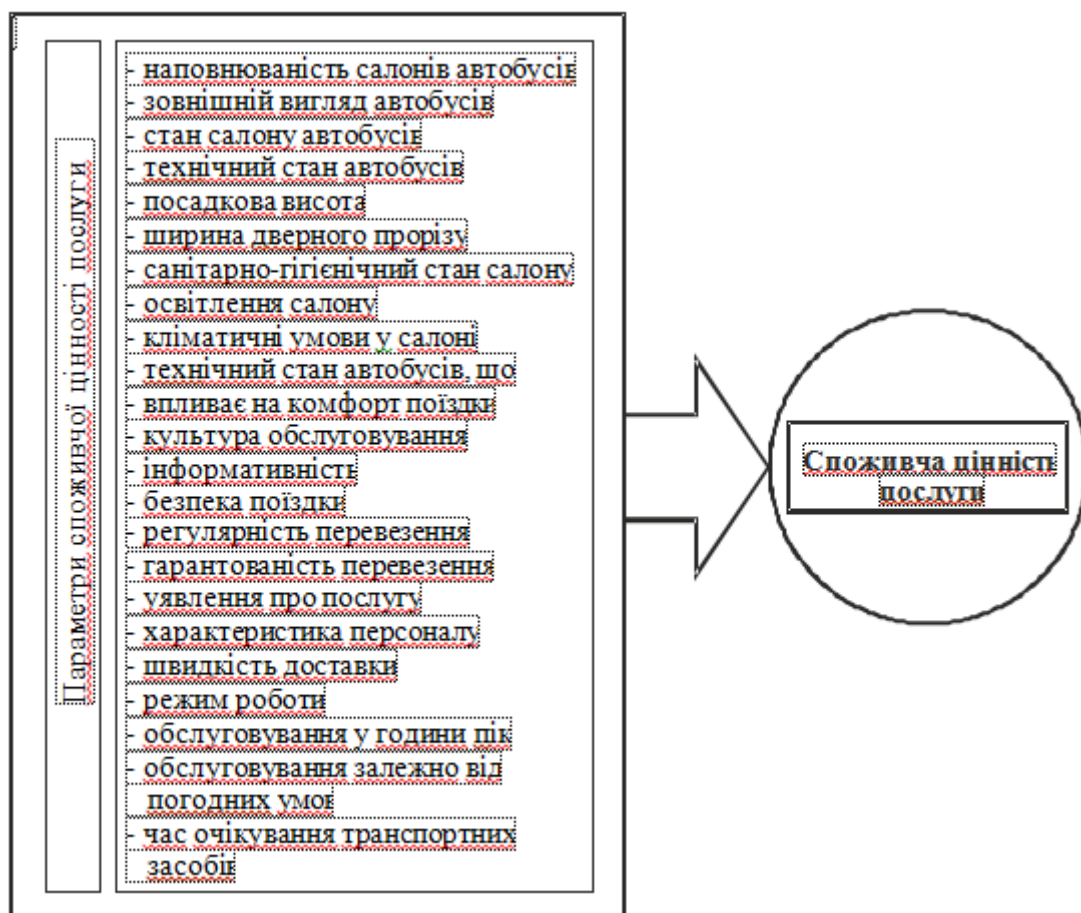 Параметри споживчої цінності послуги
- наповнюваність салонів автобусів
- зовнішній вигляд автобусів
- стан салону автобусів
- технічний стан автобусів
- посадкова висота
- ширина дверного прорізу
- санітарно-гігієнічний стан салону
- освітлення салону
- кліматичні умови у салоні
- технічний стан автобусів, що
- впливає на комфорт поїздки
- культура обслуговування
- інформативність
- безпека поїздки
- регулярність перевезення
- гарантованість перевезення
- уявлення про послугу
- характеристика персоналу
- швидкість доставки
- режим роботи
- обслуговування у години пік
- обслуговування залежно від
погодних умов
- час очікування транспортних
засобів
Споживча цінність
послуги